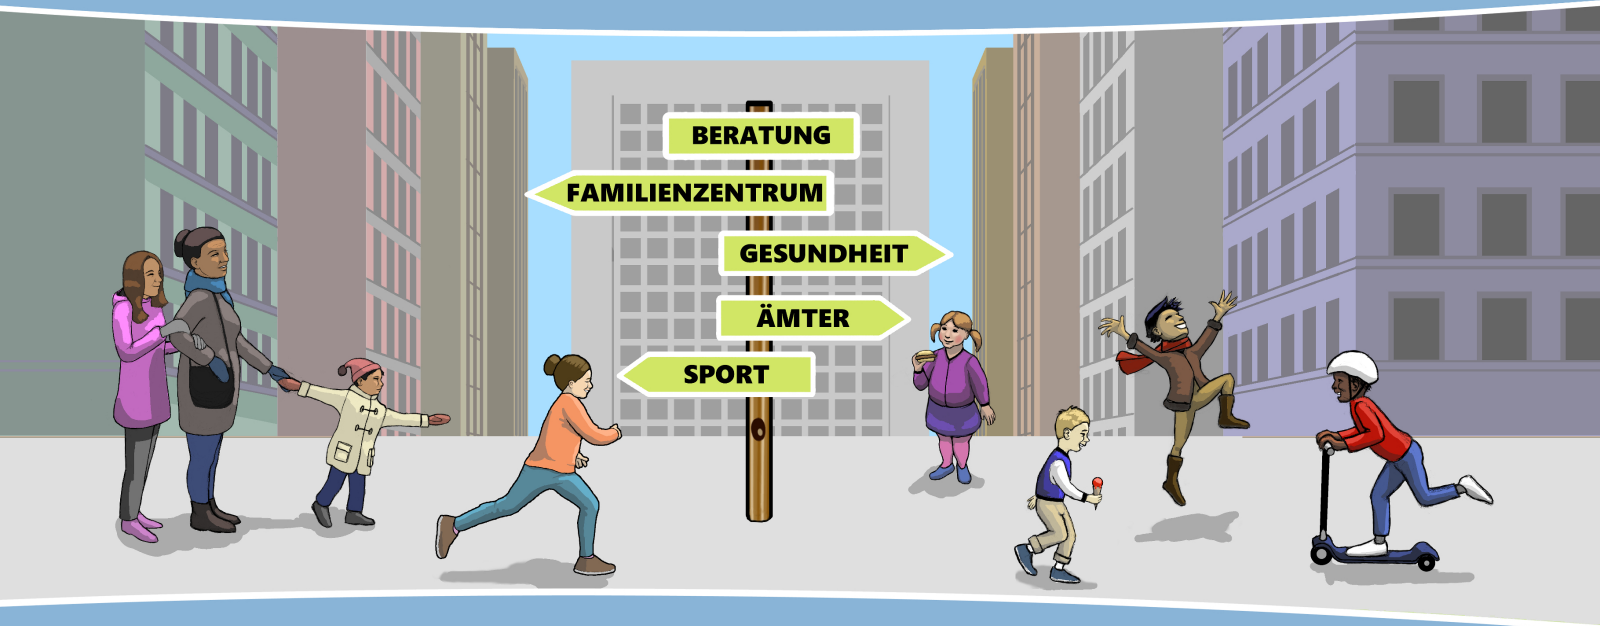 BERATUNG
FAMILIENZENTRUM
GESUNDHEIT
ÄMTER
SPORT